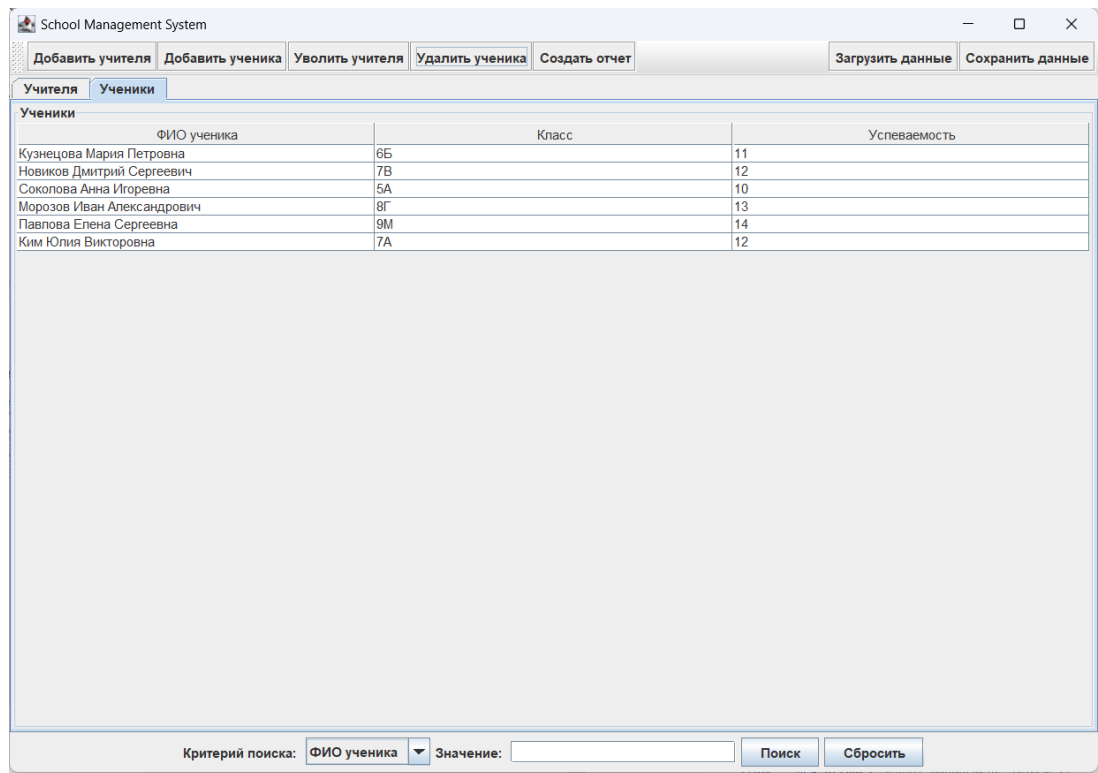 School Management System
Добавить учителя Добавить ученика Уволить учителя Удалить ученика Создать отчет Загрузить данные Сохранить данные
Учителя Ученики
Ученики
ФИО ученика Класс Успеваемость
Кузнецова Мария Петровна 6Б 11
Новиков Дмитрий Сергеевич 7В 12
Соколова Анна Игоревна 5А 10
Морозов Иван Александрович 8Г 13
Павлова Елена Сергеевна 9М 14
Ким Юлия Викторовна 7А 12
Критерий поиска: ФИО ученика Значение: Поиск Сбросить